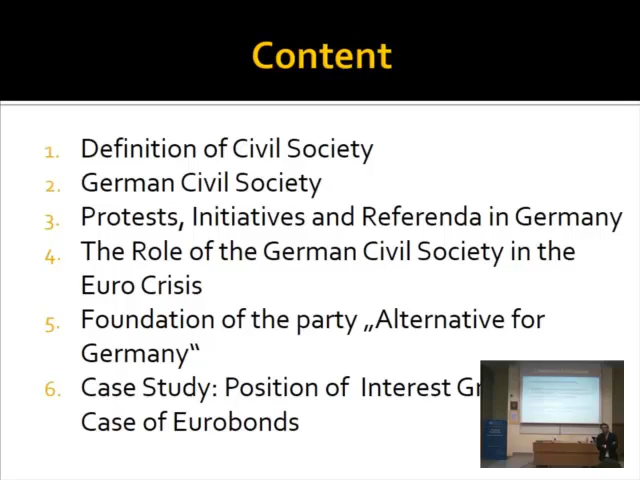 Content
1. Definition of Civil Society
2. German Civil Society
3. Protests, Initiatives and Referenda in Germany
4. The Role of the German Civil Society in the
Euro Crisis
5. Foundation of the party „Alternative for
Germany“
6. Case Study: Position of Interest
Case of Eurobonds